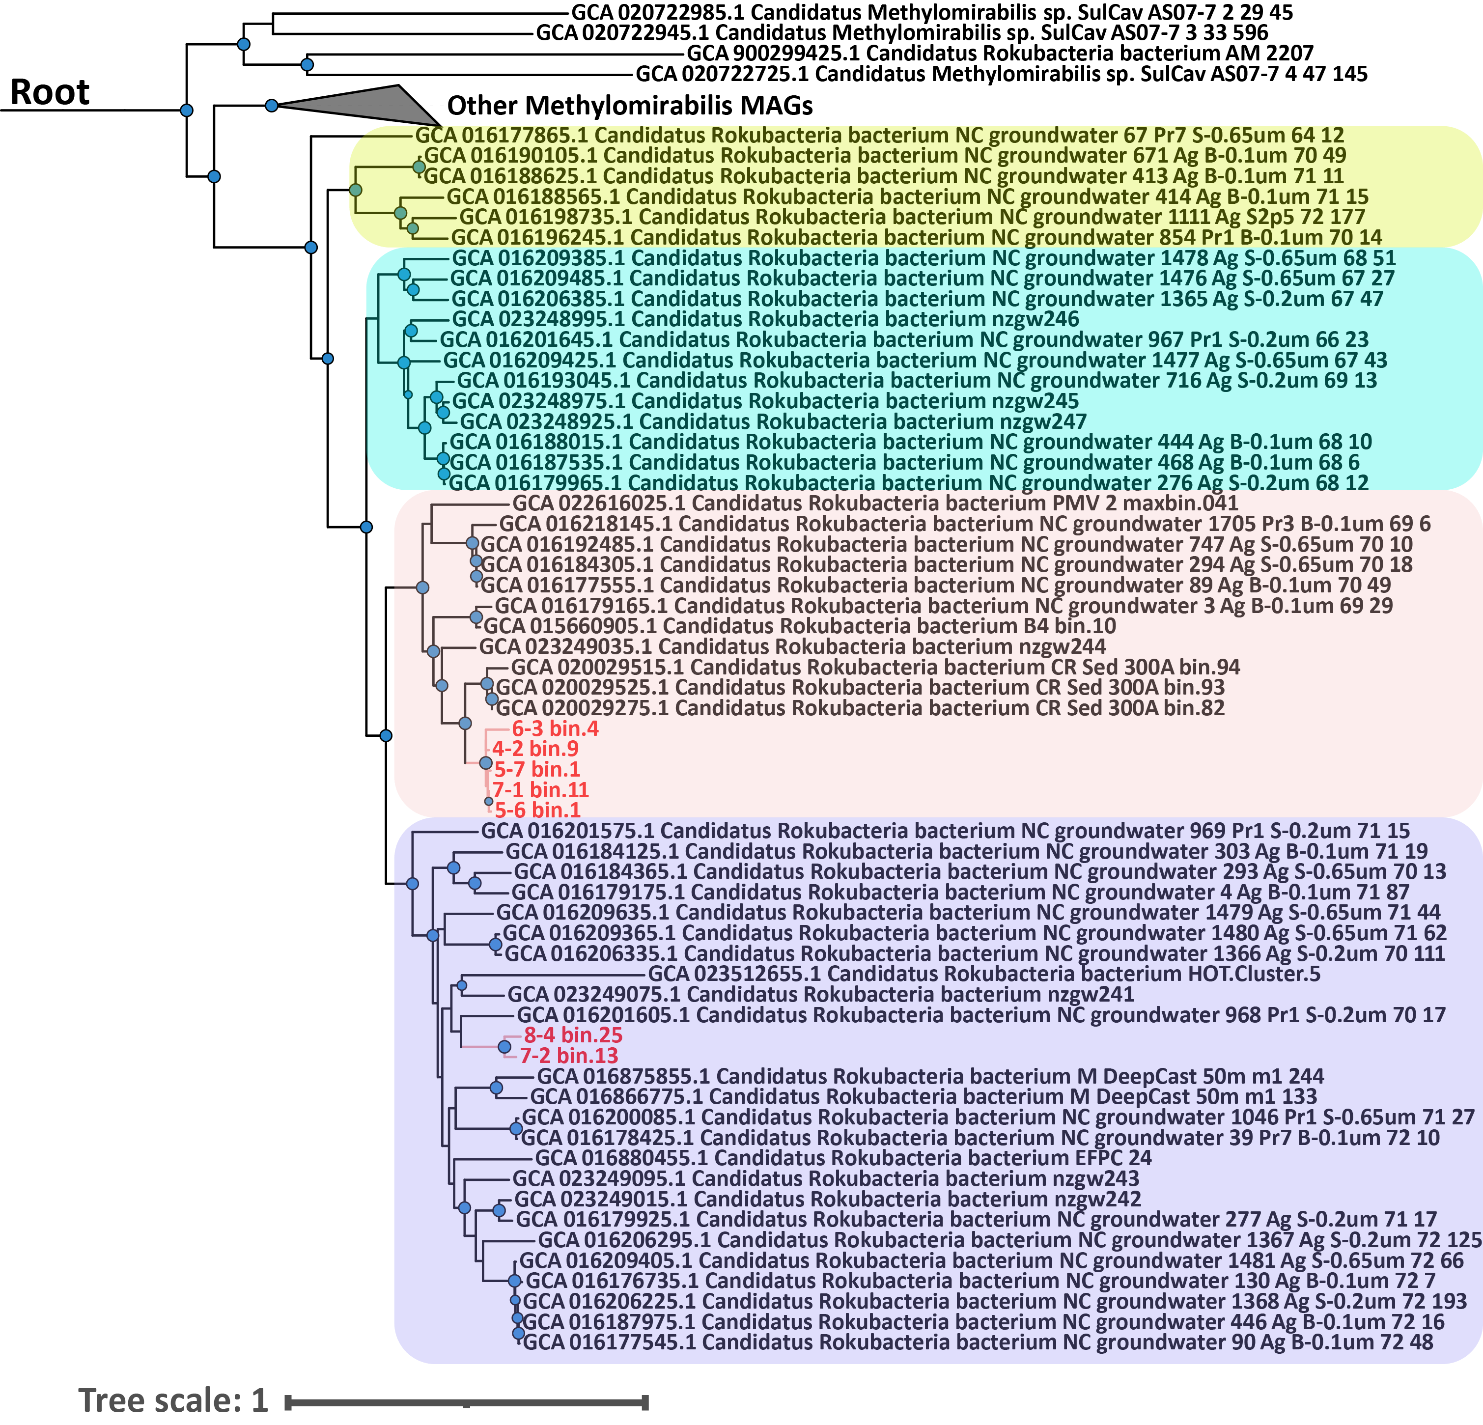 GCA 020722985.1 Candidatus Methylomirabilis sp. SulCav AS07-7 2 29 45
GCA 020722945.1 Candidatus Methylomirabilis sp. SulCav AS07-7 3 33 596
GCA 900299425.1 Candidatus Rokubacteria bacterium AM 2207
GCA 020722725.1 Candidatus Methylomirabilis sp. SulCav AS07-7 4 47 145
Root
Other Methylomirabilis MAGs
GCA 016177865.1 Candidatus Rokubacteria bacterium NC groundwater 67 Pr7 S-0.65um 64 12
GCA 016190105.1 Candidatus Rokubacteria bacterium NC groundwater 671 Ag B-0.1um 70 49
GCA 016188625.1 Candidatus Rokubacteria bacterium NC groundwater 413 Ag B-0.1um 71 11
GCA 016188565.1 Candidatus Rokubacteria bacterium NC groundwater 414 Ag B-0.1um 71 15
GCA 016198735.1 Candidatus Rokubacteria bacterium NC groundwater 1111 Ag S2p5 72 177
GCA 016196245.1 Candidatus Rokubacteria bacterium NC groundwater 854 Pr1 B-0.1um 70 14
GCA 016209385.1 Candidatus Rokubacteria bacterium NC groundwater 1478 Ag S-0.65um 68 51
GCA 016209485.1 Candidatus Rokubacteria bacterium NC groundwater 1476 Ag S-0.65um 67 27
GCA 016206385.1 Candidatus Rokubacteria bacterium NC groundwater 1365 Ag S-0.2um 67 47
GCA 023248995.1 Candidatus Rokubacteria bacterium nzgw246
GCA 016201645.1 Candidatus Rokubacteria bacterium NC groundwater 967 Pr1 S-0.2um 66 23
GCA 016209425.1 Candidatus Rokubacteria bacterium NC groundwater 1477 Ag S-0.65um 67 43
GCA 016193045.1 Candidatus Rokubacteria bacterium NC groundwater 716 Ag S-0.2um 69 13
GCA 023248975.1 Candidatus Rokubacteria bacterium nzgw245
GCA 023248925.1 Candidatus Rokubacteria bacterium nzgw247
GCA 016188015.1 Candidatus Rokubacteria bacterium NC groundwater 444 Ag B-0.1um 68 10
GCA 016187535.1 Candidatus Rokubacteria bacterium NC groundwater 468 Ag B-0.1um 68 6
GCA 016179965.1 Candidatus Rokubacteria bacterium NC groundwater 276 Ag S-0.2um 68 12
GCA 022616025.1 Candidatus Rokubacteria bacterium PMV 2 maxbin.041
GCA 016218145.1 Candidatus Rokubacteria bacterium NC groundwater 1705 Pr3 B-0.1um 69 6
GCA 016192485.1 Candidatus Rokubacteria bacterium NC groundwater 747 Ag S-0.65um 70 10
GCA 016184305.1 Candidatus Rokubacteria bacterium NC groundwater 294 Ag S-0.65um 70 18
GCA 016177555.1 Candidatus Rokubacteria bacterium NC groundwater 89 Ag B-0.1um 70 49
GCA 016179165.1 Candidatus Rokubacteria bacterium NC groundwater 3 Ag B-0.1um 69 29
GCA 015660905.1 Candidatus Rokubacteria bacterium B4 bin.10
GCA 023249035.1 Candidatus Rokubacteria bacterium nzgw244
GCA 020029515.1 Candidatus Rokubacteria bacterium CR Sed 300A bin.94
GCA 020029525.1 Candidatus Rokubacteria bacterium CR Sed 300A bin.93
GCA 020029275.1 Candidatus Rokubacteria bacterium CR Sed 300A bin.82
6-3 bin.4
4-2 bin.9
5-7 bin.1
7-1 bin.11
5-6 bin.1
GCA 016201575.1 Candidatus Rokubacteria bacterium NC groundwater 969 Pr1 S-0.2um 71 15
GCA 016184125.1 Candidatus Rokubacteria bacterium NC groundwater 303 Ag B-0.1um 71 19
GCA 016184365.1 Candidatus Rokubacteria bacterium NC groundwater 293 Ag S-0.65um 70 13
GCA 016179175.1 Candidatus Rokubacteria bacterium NC groundwater 4 Ag B-0.1um 71 87
GCA 016209635.1 Candidatus Rokubacteria bacterium NC groundwater 1479 Ag S-0.65um 71 44
GCA 016209365.1 Candidatus Rokubacteria bacterium NC groundwater 1480 Ag S-0.65um 71 62
GCA 016206335.1 Candidatus Rokubacteria bacterium NC groundwater 1366 Ag S-0.2um 70 111
GCA 023512655.1 Candidatus Rokubacteria bacterium HOT.Cluster.5
GCA 023249075.1 Candidatus Rokubacteria bacterium nzgw241
GCA 016201605.1 Candidatus Rokubacteria bacterium NC groundwater 968 Pr1 S-0.2um 70 17
8-4 bin.25
7-2 bin.13
GCA 016875855.1 Candidatus Rokubacteria bacterium M DeepCast 50m m1 244
GCA 016866775.1 Candidatus Rokubacteria bacterium M DeepCast 50m m1 133
GCA 016200085.1 Candidatus Rokubacteria bacterium NC groundwater 1046 Pr1 S-0.65um 71 27
GCA 016178425.1 Candidatus Rokubacteria bacterium NC groundwater 39 Pr7 B-0.1um 72 10
GCA 016880455.1 Candidatus Rokubacteria bacterium EFPC 24
GCA 023249095.1 Candidatus Rokubacteria bacterium nzgw243
GCA 023249015.1 Candidatus Rokubacteria bacterium nzgw242
GCA 016179925.1 Candidatus Rokubacteria bacterium NC groundwater 277 Ag S-0.2um 71 17
GCA 016206295.1 Candidatus Rokubacteria bacterium NC groundwater 1367 Ag S-0.2um 72 125
GCA 016209405.1 Candidatus Rokubacteria bacterium NC groundwater 1481 Ag S-0.65um 72 66
GCA 016176735.1 Candidatus Rokubacteria bacterium NC groundwater 130 Ag B-0.1um 72 7
GCA 016206225.1 Candidatus Rokubacteria bacterium NC groundwater 1368 Ag S-0.2um 72 193
GCA 016187975.1 Candidatus Rokubacteria bacterium NC groundwater 446 Ag B-0.1um 72 16
GCA 016177545.1 Candidatus Rokubacteria bacterium NC groundwater 90 Ag B-0.1um 72 48
Tree scale: 1